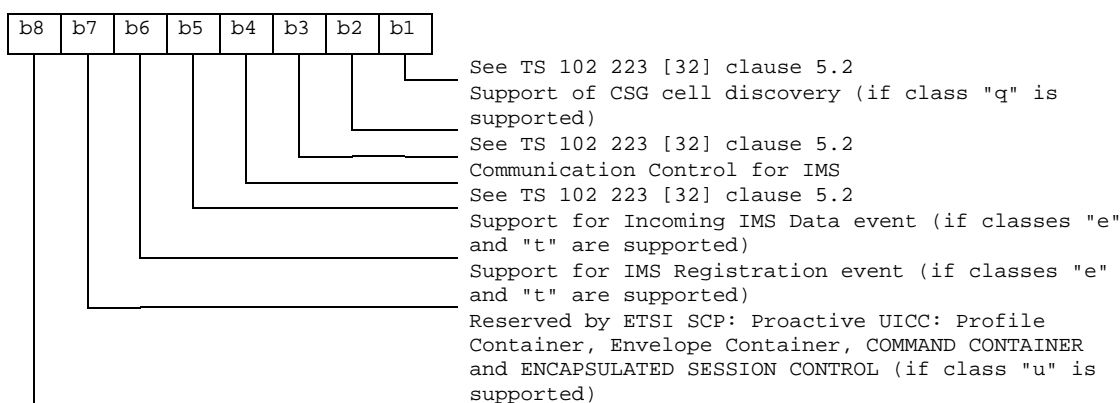 b8 b7 b6 b5 b4 b3 b2 b1
See TS 102 223 [32] clause 5.2
Support of CSG cell discovery (if class "q" is
supported)
See TS 102 223 [32] clause 5.2
Communication Control for IMS
See TS 102 223 [32] clause 5.2
Support for Incoming IMS Data event (if classes "e"
and "t" are supported)
Support for IMS Registration event (if classes "e"
and "t" are supported)
Reserved by ETSI SCP: Proactive UICC: Profile
Container, Envelope Container, COMMAND CONTAINER
and ENCAPSULATED SESSION CONTROL (if class "u" is
supported)